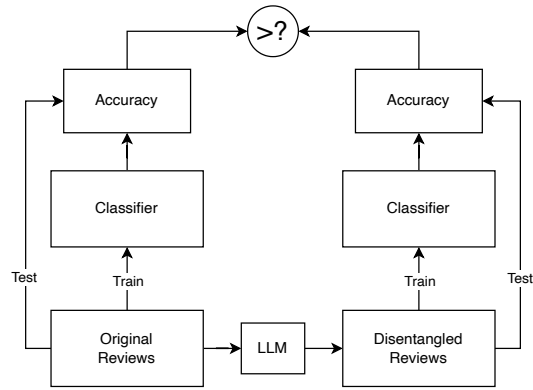 >?
Accuracy
Accuracy
Classifier
Classifier
Test
Train
Train
Test
Original
Reviews
LLM
Disentangled
Reviews